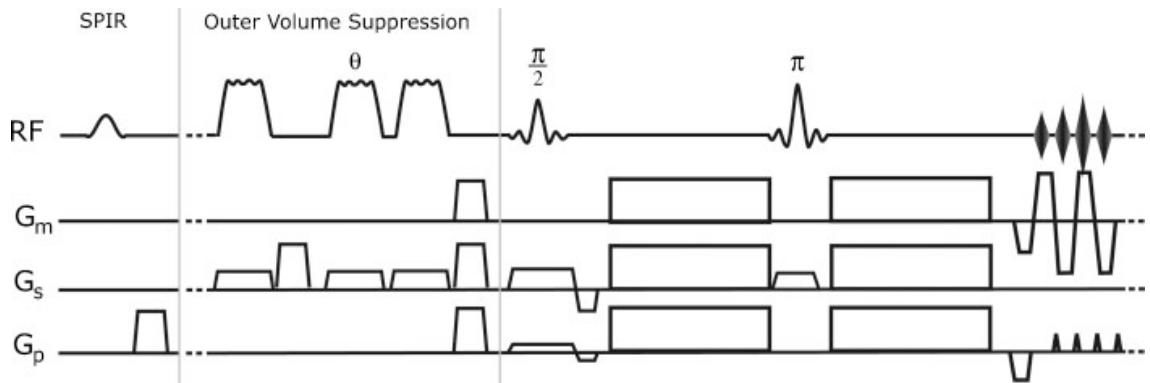 SPIR
Outer Volume Suppression
θ
π/2
π
RF
Gm
Gs
Gp